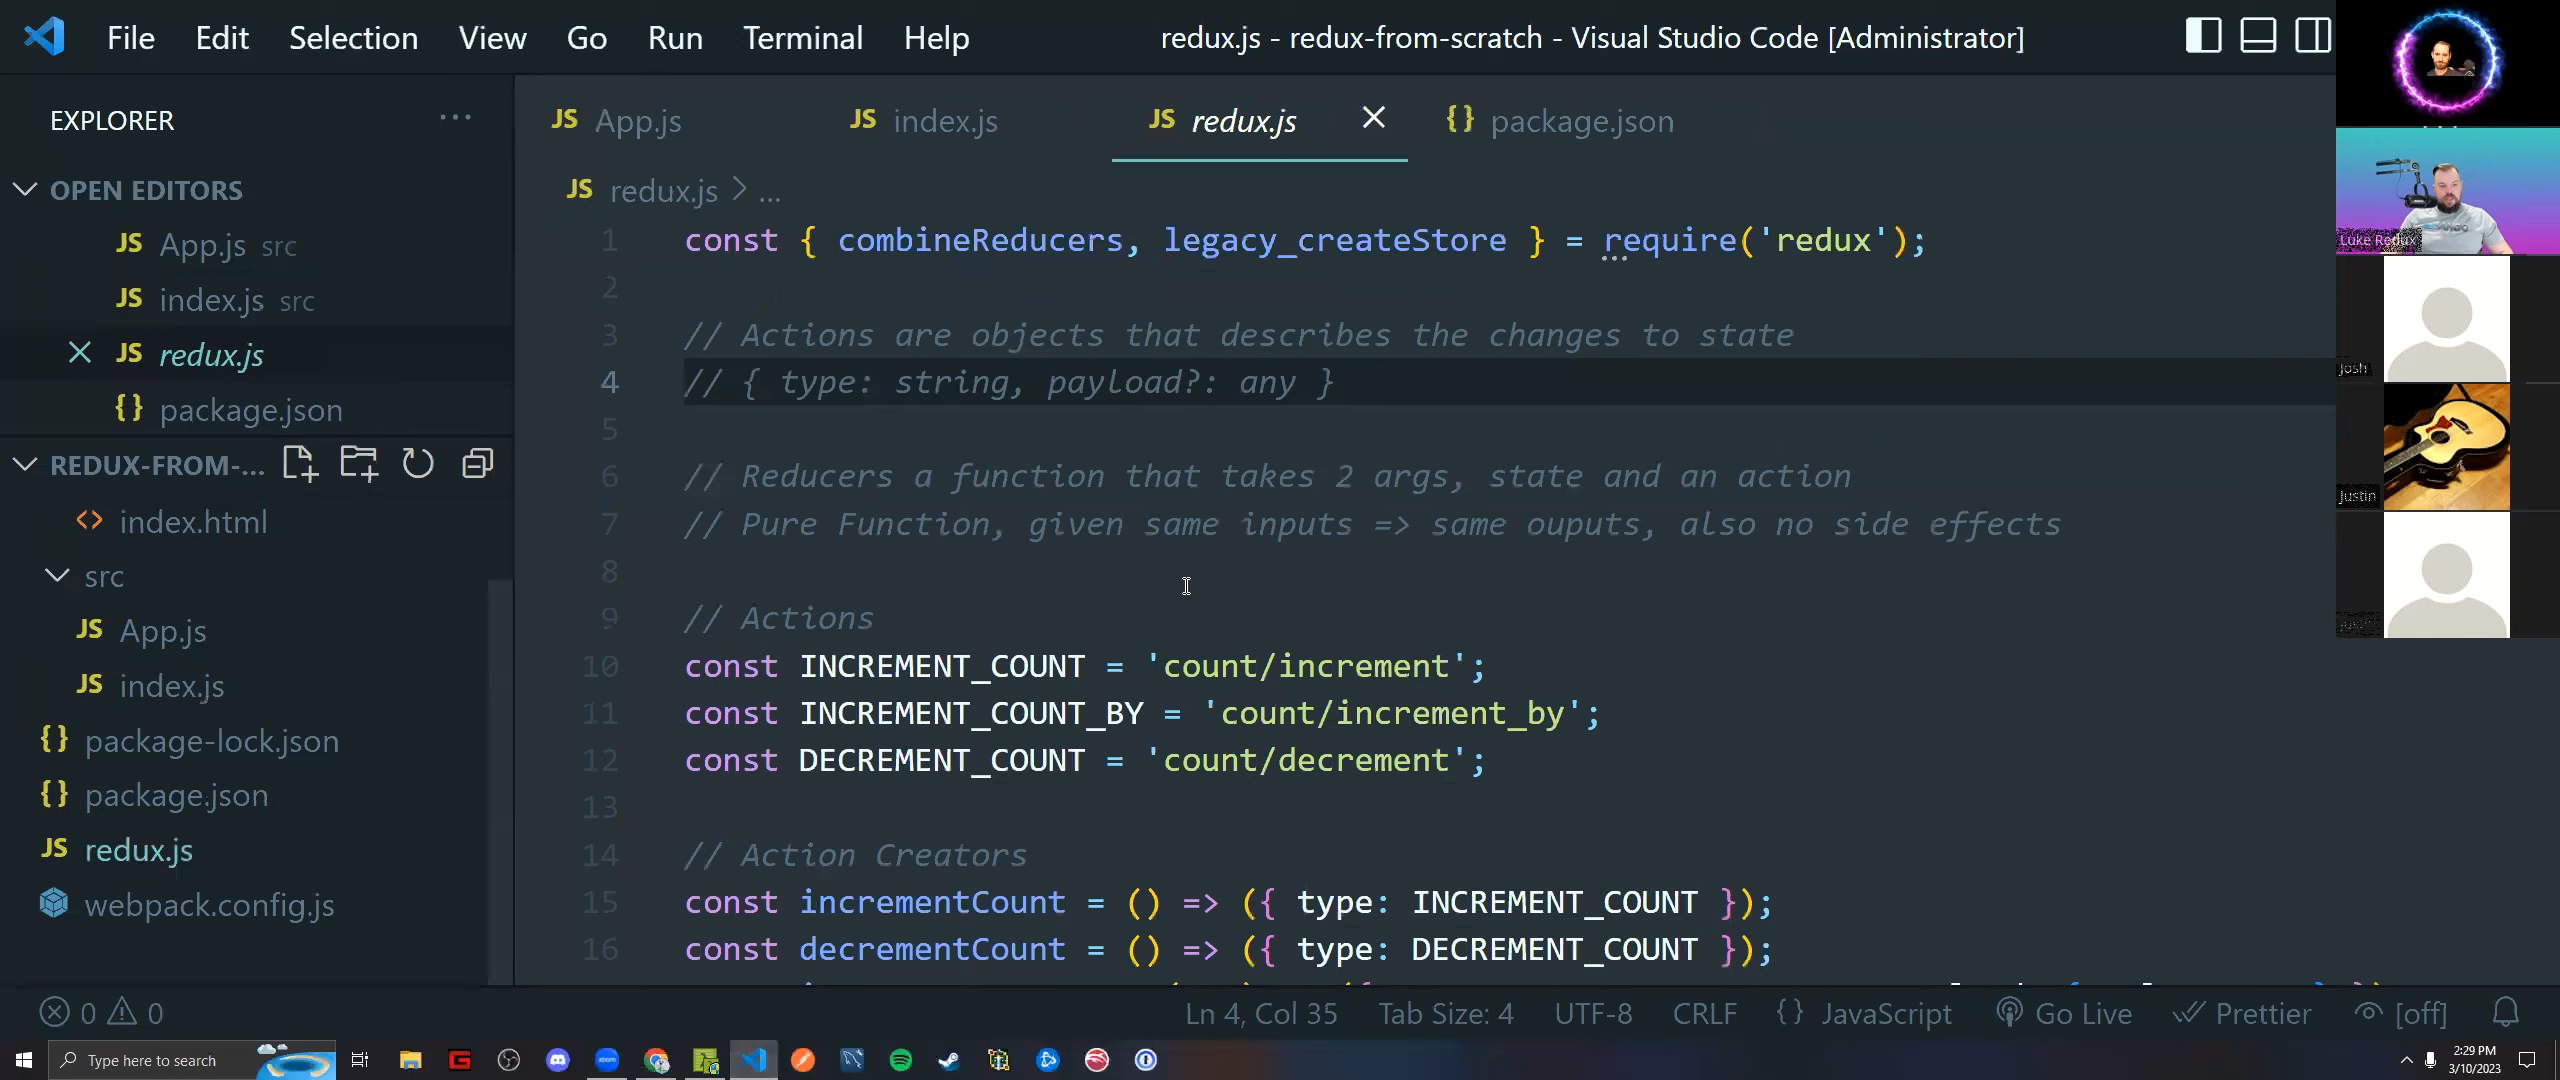 File Edit Selection View Go Run Terminal Help
redux.js - redux-from-scratch - Visual Studio Code [Administrator]
EXPLORER
OPEN EDITORS
JS App.js src
JS index.js src
JS redux.js
{} package.json
REDUX-FROM-...
<> index.html
src
JS App.js
JS index.js
{} package-lock.json
{} package.json
JS redux.js
webpack.config.js
JS App.js JS index.js JS redux.js {} package.json
JS redux.js > ...
1 const { combineReducers, legacy_createStore } = require('redux');
2
3 // Actions are objects that describes the changes to state
4 // { type: string, payload?: any }
5
6 // Reducers a function that takes 2 args, state and an action
7 // Pure Function, given same inputs => same ouputs, also no side effects
8
9 // Actions
10 const INCREMENT_COUNT = 'count/increment';
11 const INCREMENT_COUNT_BY = 'count/increment_by';
12 const DECREMENT_COUNT = 'count/decrement';
13
14 // Action Creators
15 const incrementCount = () => ({ type: INCREMENT_COUNT });
16 const decrementCount = () => ({ type: DECREMENT_COUNT });
Luke Redux
Josh
Justin
0 0
Ln 4, Col 35 Tab Size: 4 UTF-8 CRLF {} JavaScript Go Live Prettier [off]
Type here to search
zoom
2:29 PM
3/10/2023